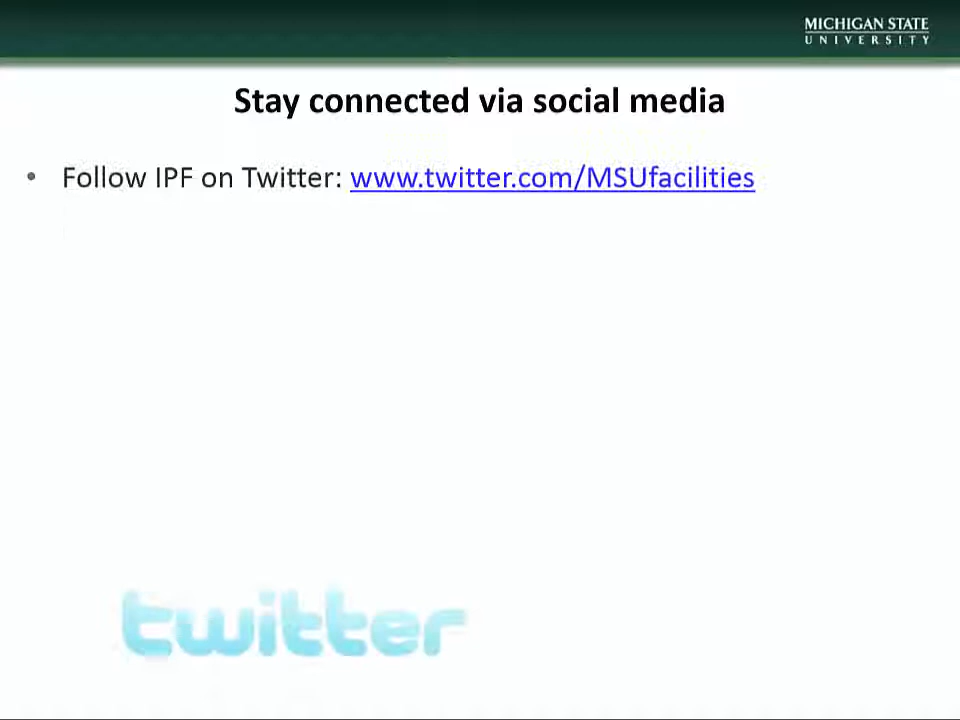 MICHIGAN STATE
UNIVERSITY
Stay connected via social media
• Follow IPF on Twitter: www.twitter.com/MSUfacilities
twitter